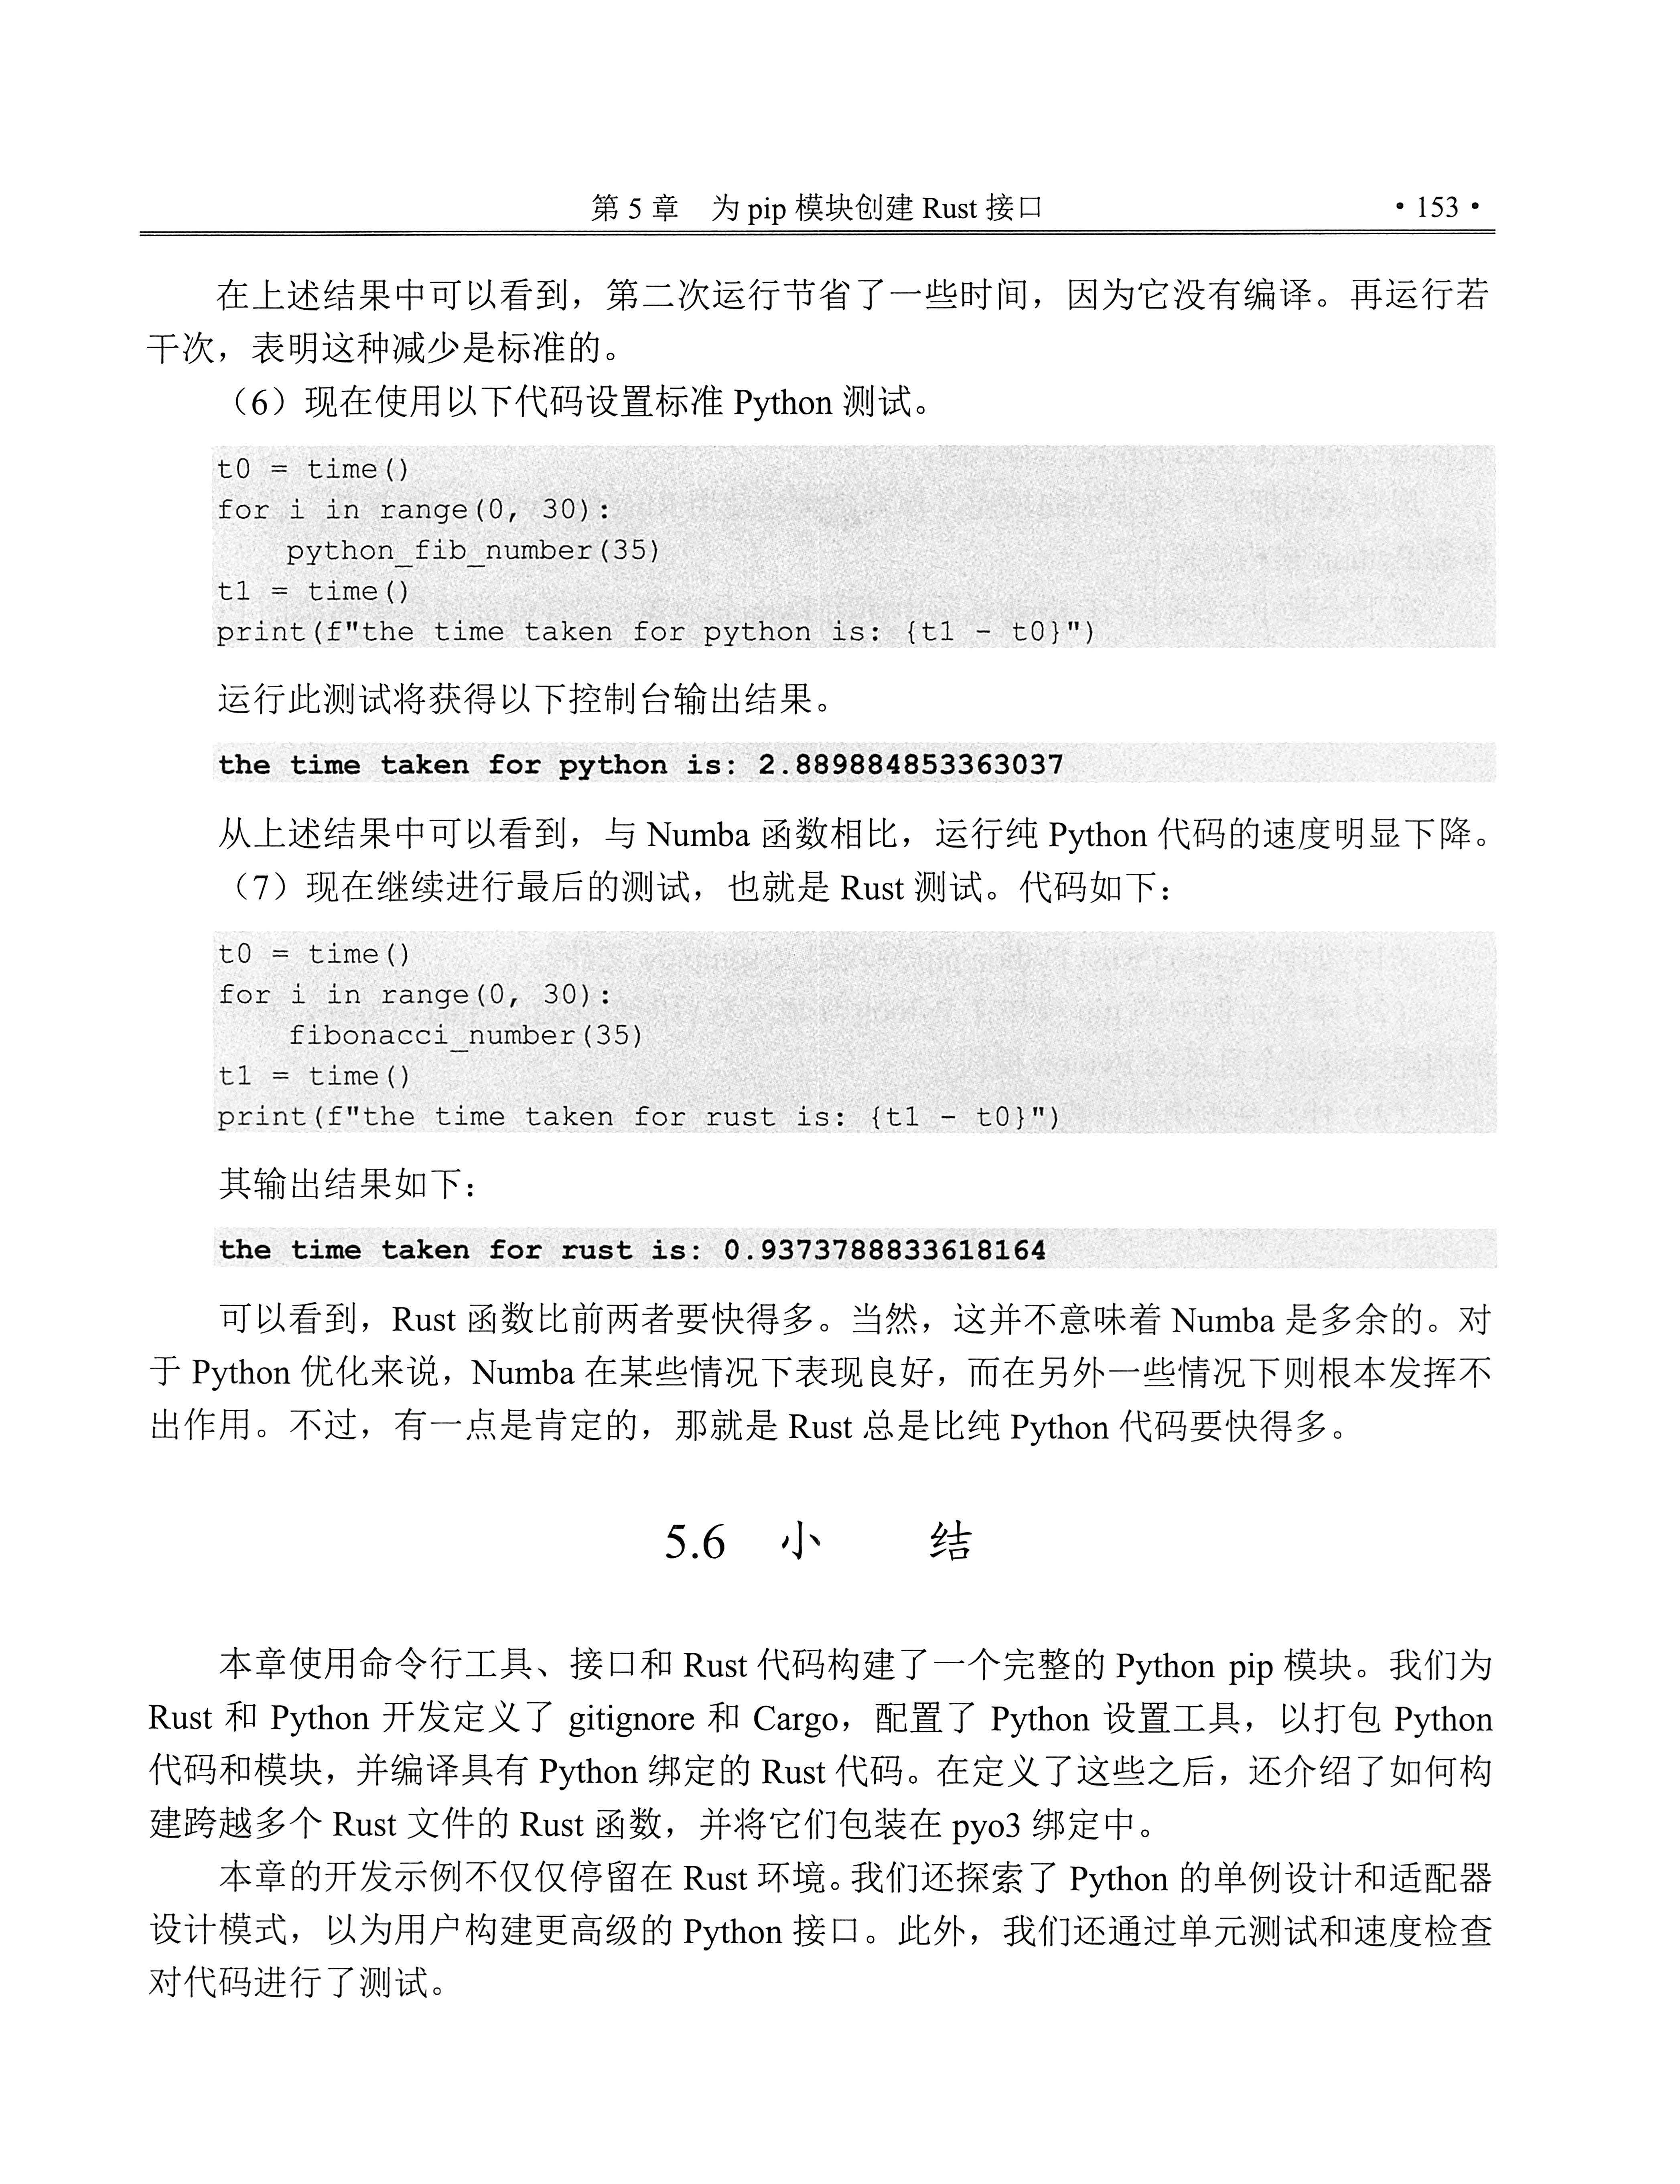 第 5 章　为 pip 模块创建 Rust 接口 • 153 •
在上述结果中可以看到，第二次运行节省了一些时间，因为它没有编译。再运行若
干次，表明这种减少是标准的。
（6）现在使用以下代码设置标准 Python 测试。
t0 = time()
for i in range(0, 30):
    python_fib_number(35)
t1 = time()
print(f"the time taken for python is: {t1 - t0}")
运行此测试将获得以下控制台输出结果。
the time taken for python is: 2.889884853363037
从上述结果中可以看到，与 Numba 函数相比，运行纯 Python 代码的速度明显下降。
（7）现在继续进行最后的测试，也就是 Rust 测试。代码如下：
t0 = time()
for i in range(0, 30):
    fibonacci_number(35)
t1 = time()
print(f"the time taken for rust is: {t1 - t0}")
其输出结果如下：
the time taken for rust is: 0.9373788833618164
可以看到，Rust 函数比前两者要快得多。当然，这并不意味着 Numba 是多余的。对
于 Python 优化来说，Numba 在某些情况下表现良好，而在另外一些情况下则根本发挥不
出作用。不过，有一点是肯定的，那就是 Rust 总是比纯 Python 代码要快得多。
5.6　小　　结
本章使用命令行工具、接口和 Rust 代码构建了一个完整的 Python pip 模块。我们为
Rust 和 Python 开发定义了 gitignore 和 Cargo，配置了 Python 设置工具，以打包 Python
代码和模块，并编译具有 Python 绑定的 Rust 代码。在定义了这些之后，还介绍了如何构
建跨越多个 Rust 文件的 Rust 函数，并将它们包装在 pyo3 绑定中。
本章的开发示例不仅仅停留在 Rust 环境。我们还探索了 Python 的单例设计和适配器
设计模式，以为用户构建更高级的 Python 接口。此外，我们还通过单元测试和速度检查
对代码进行了测试。